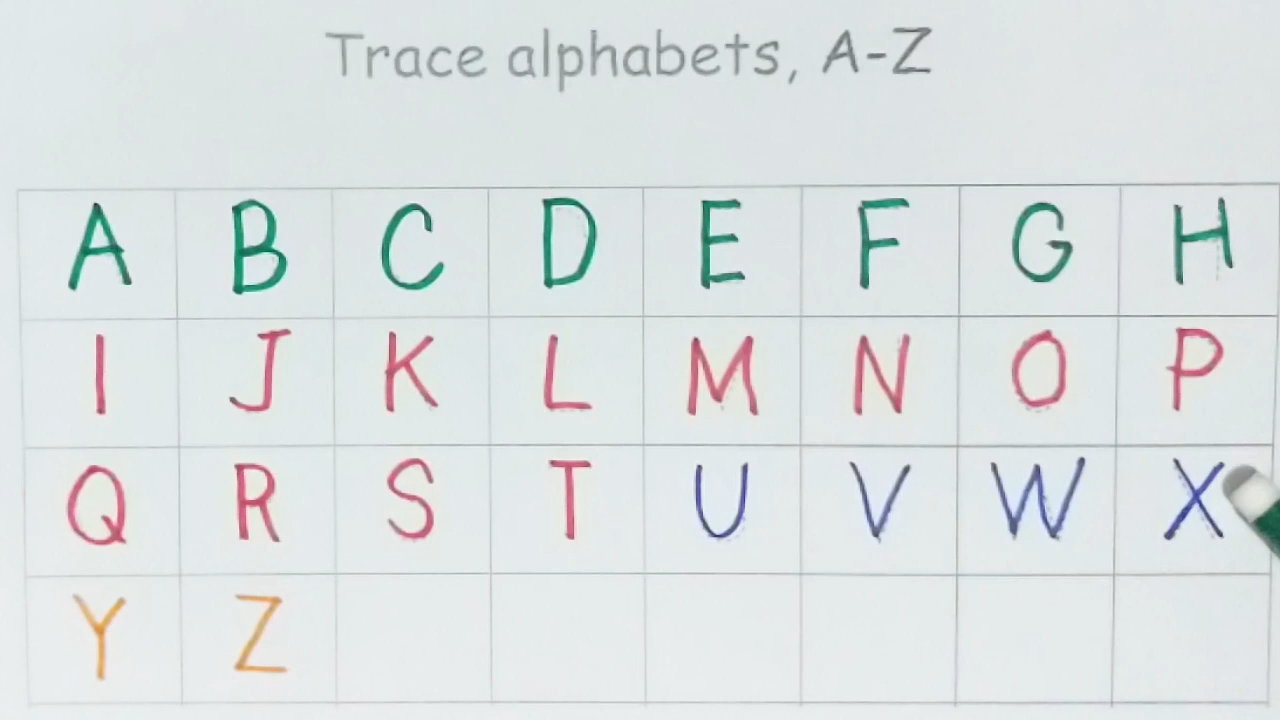 Trace alphabets, A-Z
A B C D E F G H
I J K L M N O P
Q R S T U V W X
Y Z